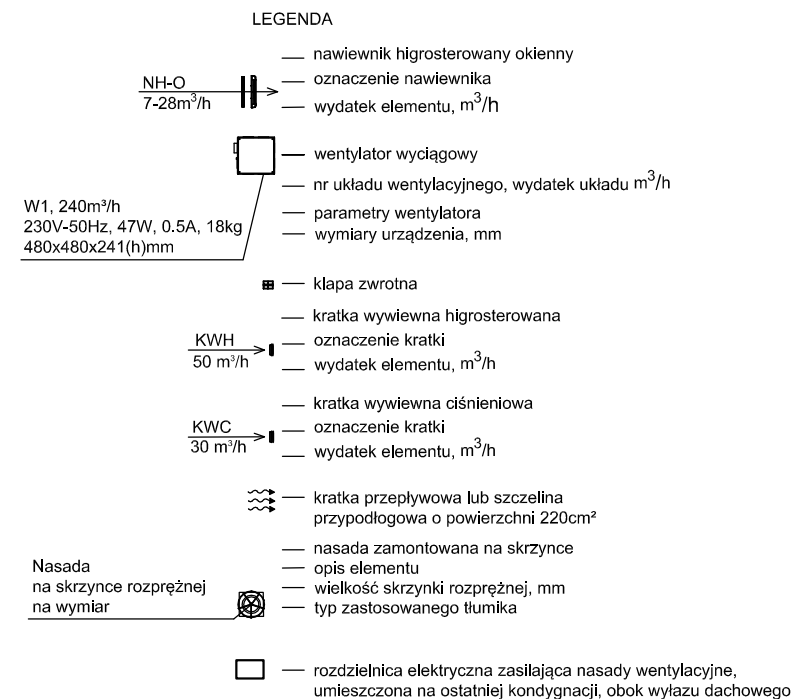 LEGENDA
nawiewnik higrosterowany okienny
NH-O
oznaczenie nawiewnika
7-28m³/h
wydatek elementu, m³/h
wentylator wyciągowy
nr układu wentylacyjnego, wydatek układu m³/h
W1, 240m³/h
parametry wentylatora
230V-50Hz, 47W, 0.5A, 18kg
wymiary urządzenia, mm
480x480x241(h)mm
klapa zwrotna
kratka wywiewna higrosterowana
KWH
oznaczenie kratki
50 m³/h
wydatek elementu, m³/h
kratka wywiewna ciśnieniowa
KWC
oznaczenie kratki
30 m³/h
wydatek elementu, m³/h
kratka przepływowa lub szczelina
przypodłogowa o powierzchni 220cm²
nasada zamontowana na skrzynce
Nasada
opis elementu
na skrzynce rozprężnej
wielkość skrzynki rozprężnej, mm
na wymiar
typ zastosowanego tłumika
rozdzielnica elektryczna zasilająca nasady wentylacyjne,
umieszczona na ostatniej kondygnacji, obok wyłazu dachowego